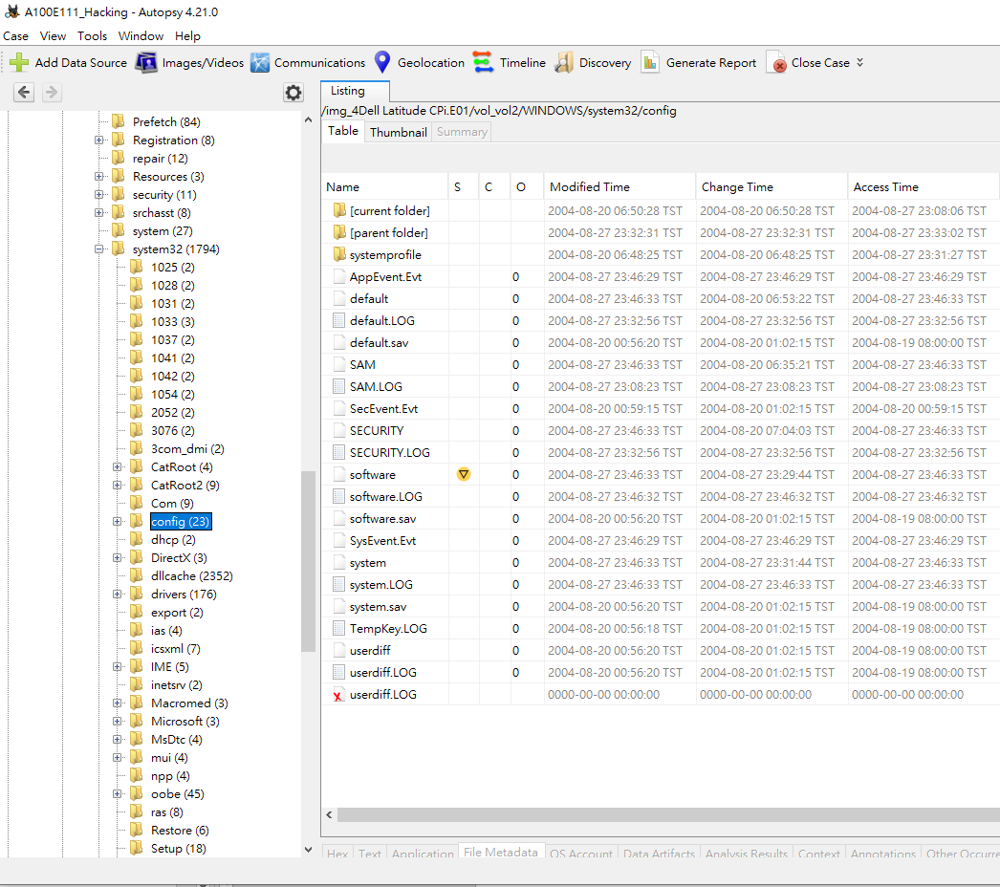 A100E111_Hacking - Autopsy 4.21.0
Case View Tools Window Help
Add Data Source Images/Videos Communications Geolocation Timeline Discovery Generate Report Close Case
Prefetch (84)
Registration (8)
repair (12)
Resources (3)
security (11)
srchasst (8)
system (27)
system32 (1794)
1025 (2)
1028 (2)
1031 (2)
1033 (3)
1037 (2)
1041 (2)
1042 (2)
1054 (2)
2052 (2)
3076 (2)
3com_dmi (2)
CatRoot (4)
CatRoot2 (9)
Com (9)
config (23)
dhcp (2)
DirectX (3)
dllcache (2352)
drivers (176)
export (2)
ias (4)
icsxml (7)
IME (5)
inetsrv (2)
Macromed (3)
Microsoft (3)
MsDtc (4)
mui (4)
npp (4)
oobe (45)
ras (8)
Restore (6)
Setup (18)
Listing
/img_4Dell Latitude CPi.E01/vol_vol2/WINDOWS/system32/config
Table Thumbnail Summary
Name S C O Modified Time Change Time Access Time
[current folder] 2004-08-20 06:50:28 TST 2004-08-20 06:50:28 TST 2004-08-27 23:08:06 TST
[parent folder] 2004-08-27 23:32:31 TST 2004-08-27 23:32:31 TST 2004-08-27 23:33:02 TST
systemprofile 2004-08-20 06:48:25 TST 2004-08-20 06:48:25 TST 2004-08-27 23:31:27 TST
AppEvent.Evt 0 2004-08-27 23:46:29 TST 2004-08-27 23:46:29 TST 2004-08-27 23:46:29 TST
default 0 2004-08-27 23:46:33 TST 2004-08-20 06:53:22 TST 2004-08-27 23:46:33 TST
default.LOG 0 2004-08-27 23:32:56 TST 2004-08-27 23:32:56 TST 2004-08-27 23:32:56 TST
default.sav 0 2004-08-20 00:56:20 TST 2004-08-20 01:02:15 TST 2004-08-19 08:00:00 TST
SAM 0 2004-08-27 23:46:33 TST 2004-08-20 06:35:21 TST 2004-08-27 23:46:33 TST
SAM.LOG 0 2004-08-27 23:08:23 TST 2004-08-27 23:08:23 TST 2004-08-27 23:08:23 TST
SecEvent.Evt 0 2004-08-20 00:59:15 TST 2004-08-20 01:02:15 TST 2004-08-20 00:59:15 TST
SECURITY 0 2004-08-27 23:46:33 TST 2004-08-20 07:04:03 TST 2004-08-27 23:46:33 TST
SECURITY.LOG 0 2004-08-27 23:32:56 TST 2004-08-27 23:32:56 TST 2004-08-27 23:32:56 TST
software 0 2004-08-27 23:46:33 TST 2004-08-27 23:29:44 TST 2004-08-27 23:46:33 TST
software.LOG 0 2004-08-27 23:46:32 TST 2004-08-27 23:46:32 TST 2004-08-27 23:46:32 TST
software.sav 0 2004-08-20 00:56:20 TST 2004-08-20 01:02:15 TST 2004-08-19 08:00:00 TST
SysEvent.Evt 0 2004-08-27 23:46:29 TST 2004-08-27 23:46:29 TST 2004-08-27 23:46:29 TST
system 0 2004-08-27 23:46:33 TST 2004-08-27 23:31:44 TST 2004-08-27 23:46:33 TST
system.LOG 0 2004-08-27 23:46:33 TST 2004-08-27 23:46:33 TST 2004-08-27 23:46:33 TST
system.sav 0 2004-08-20 00:56:20 TST 2004-08-20 01:02:15 TST 2004-08-19 08:00:00 TST
TempKey.LOG 0 2004-08-20 00:56:18 TST 2004-08-20 01:02:15 TST 2004-08-19 08:00:00 TST
userdiff 0 2004-08-20 00:56:20 TST 2004-08-20 01:02:15 TST 2004-08-19 08:00:00 TST
userdiff.LOG 0 2004-08-20 00:56:20 TST 2004-08-20 01:02:15 TST 2004-08-19 08:00:00 TST
userdiff.LOG 0000-00-00 00:00:00 0000-00-00 00:00:00 0000-00-00 00:00:00
Hex Text Application File Metadata OS Account Data Artifacts Analysis Results Context Annotations Other Occurre